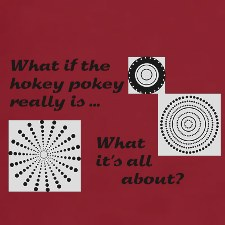 What if the
hokey pokey
really is ...
What
it's all
about?